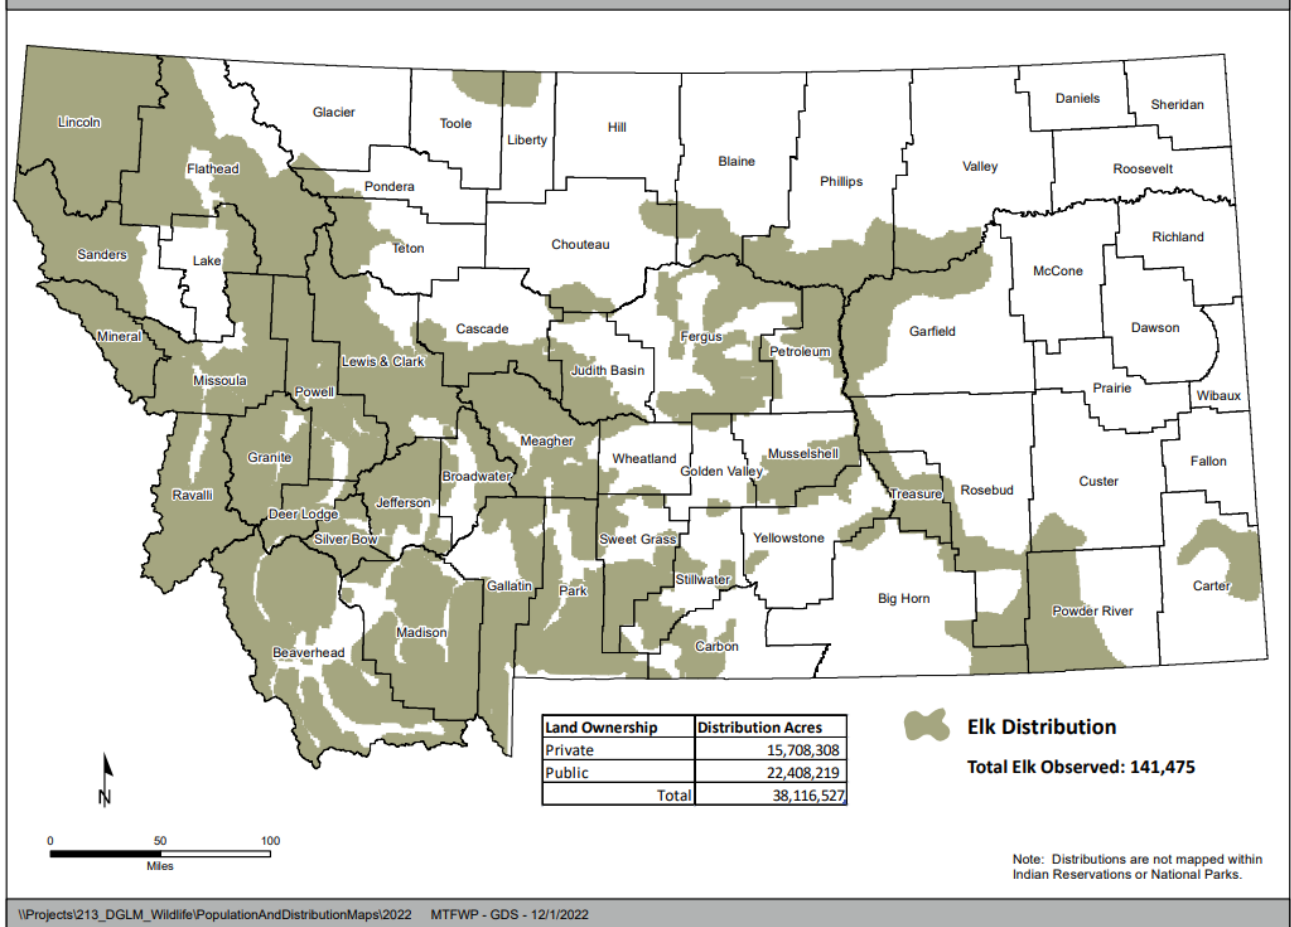 Glacier
Toole
Liberty
Hill
Blaine
Phillips
Valley
Daniels
Sheridan
Roosevelt
Lincoln
Flathead
Pondera
Teton
Chouteau
Richland
McCone
Sanders
Lake
Cascade
Fergus
Garfield
Dawson
Mineral
Lewis & Clark
Judith Basin
Petroleum
Missoula
Powell
Prairie
Wibaux
Meagher
Granite
Wheatland
Golden Valley
Musselshell
Broadwater
Ravalli
Jefferson
Treasure
Rosebud
Custer
Fallon
Deer Lodge
Silver Bow
Sweet Grass
Yellowstone
Gallatin
Park
Stillwater
Big Horn
Powder River
Carter
Madison
Beaverhead
Carbon
Land Ownership Distribution Acres
Private 15,708,308
Public 22,408,219
Total 38,116,527
Elk Distribution
Total Elk Observed: 141,475
N
0 50 100
Miles
Note: Distributions are not mapped within
Indian Reservations or National Parks.
\\Projects\213_DGLM_Wildlife\PopulationAndDistributionMaps\2022 MTFWP - GDS - 12/1/2022